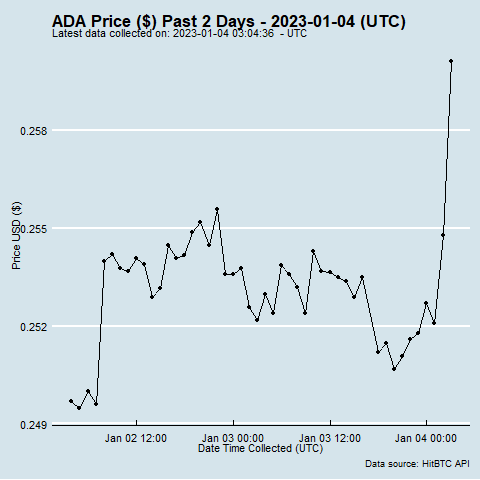 ADA Price ($) Past 2 Days - 2023-01-04 (UTC)
Latest data collected on: 2023-01-04 03:04:36 - UTC
0.258
0.255
0.252
0.249
Price USD ($)
Jan 02 12:00 Jan 03 00:00 Jan 03 12:00 Jan 04 00:00
Date Time Collected (UTC)
Data source: HitBTC API